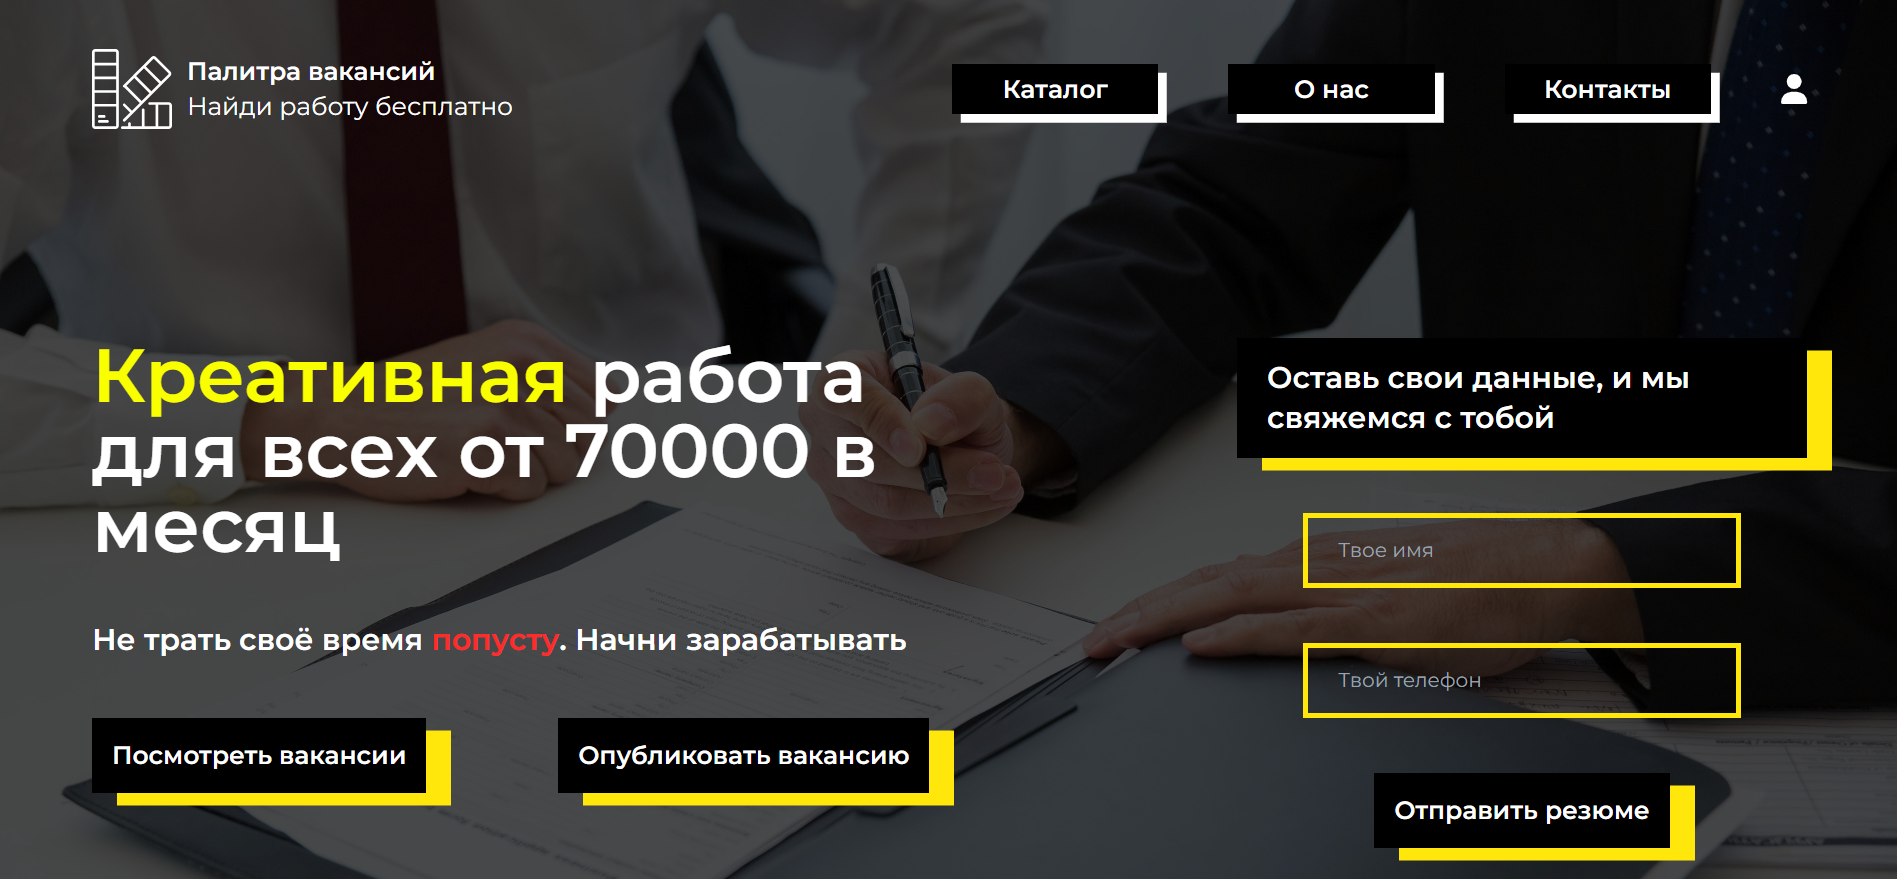 Палитра вакансий
Найди работу бесплатно
Каталог
О нас
Контакты
Креативная работа
для всех от 70000 в
месяц
Не трать своё время попусту. Начни зарабатывать
Посмотреть вакансии
Опубликовать вакансию
Оставь свои данные, и мы
свяжемся с тобой
Твое имя
Твой телефон
Отправить резюме